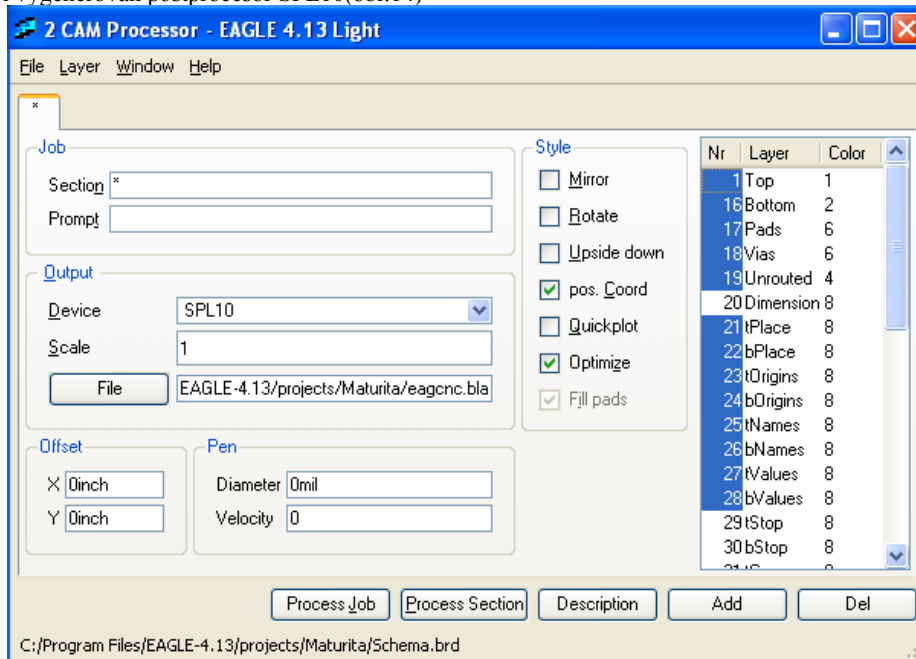 vygenerován postprocesor SPL10(obr.14)
2 CAM Processor - EAGLE 4.13 Light
File Layer Window Help
*
Job
Section *
Prompt
Output
Device SPL10
Scale 1
File EAGLE-4.13/projects/Maturita/eagcnc.bla
Offset
X 0inch
Y 0inch
Pen
Diameter 0mil
Velocity 0
Style
Mirror
Rotate
Upside down
pos. Coord
Quickplot
Optimize
Fill pads
Nr Layer Color
1 Top 1
16 Bottom 2
17 Pads 6
18 Vias 6
19 Unrouted 4
20 Dimension 8
21 tPlace 8
22 bPlace 8
23 tOrigins 8
24 bOrigins 8
25 tNames 8
26 bNames 8
27 tValues 8
28 bValues 8
29 tStop 8
30 bStop 8
Process Job Process Section Description Add Del
C:/Program Files/EAGLE-4.13/projects/Maturita/Schema.brd